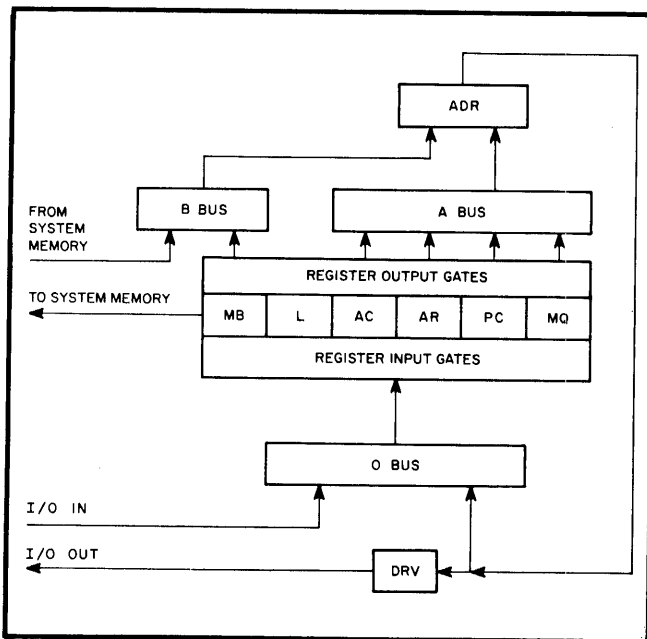 ADR
B BUS
A BUS
FROM
SYSTEM
MEMORY
REGISTER OUTPUT GATES
TO SYSTEM MEMORY
MB L AC AR PC MQ
REGISTER INPUT GATES
O BUS
I/O IN
I/O OUT
DRV